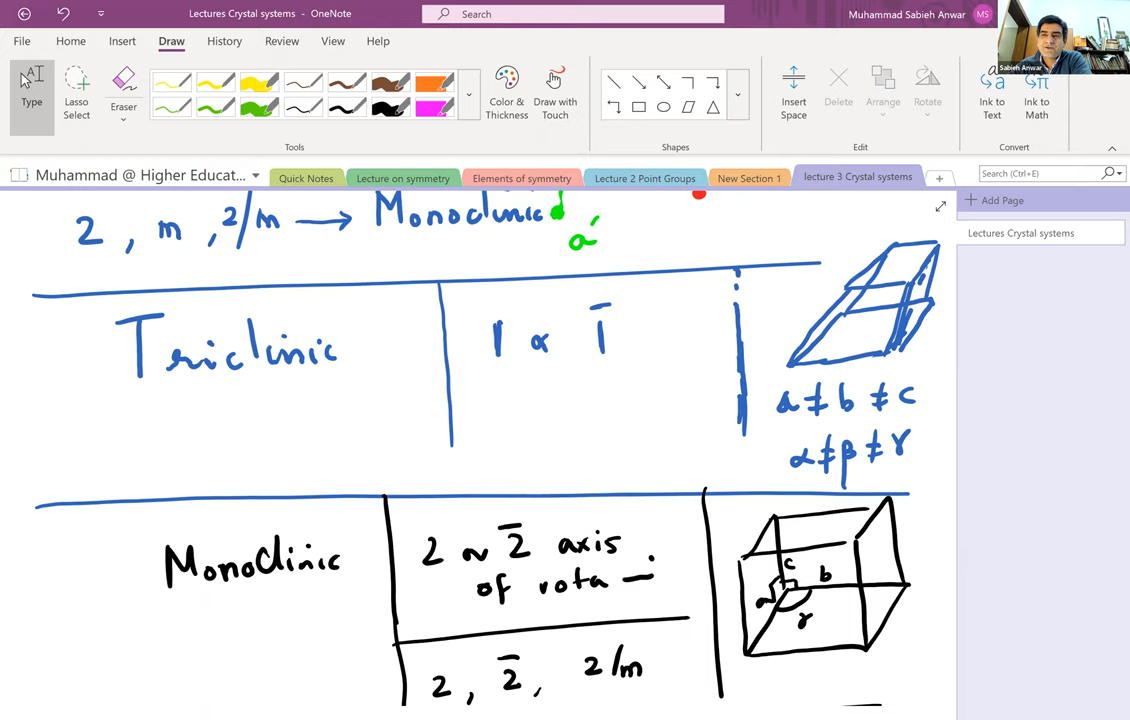 Lectures Crystal systems - OneNote
Search
Muhammad Sabieh Anwar
MS
File Home Insert Draw History Review View Help
Sabieh Anwar
Type
Lasso Select
Eraser
Color & Thickness
Draw with Touch
Insert Space
Delete
Arrange
Rotate
Ink to Text
Ink to Math
Tools
Shapes
Edit
Convert
Muhammad @ Higher Educat...
Quick Notes
Lecture on symmetry
Elements of symmetry
Lecture 2 Point Groups
New Section 1
lecture 3 Crystal systems
Search (Ctrl+E)
Add Page
Lectures Crystal systems
2 , m , 2/m → Monoclinic d
a'
Triclinic
1 or 1̅
a ≠ b ≠ c
α ≠ β ≠ γ
Monoclinic
2 or 2̅ axis
of rota
c
b
a
γ
2 , 2̅ , 2/m